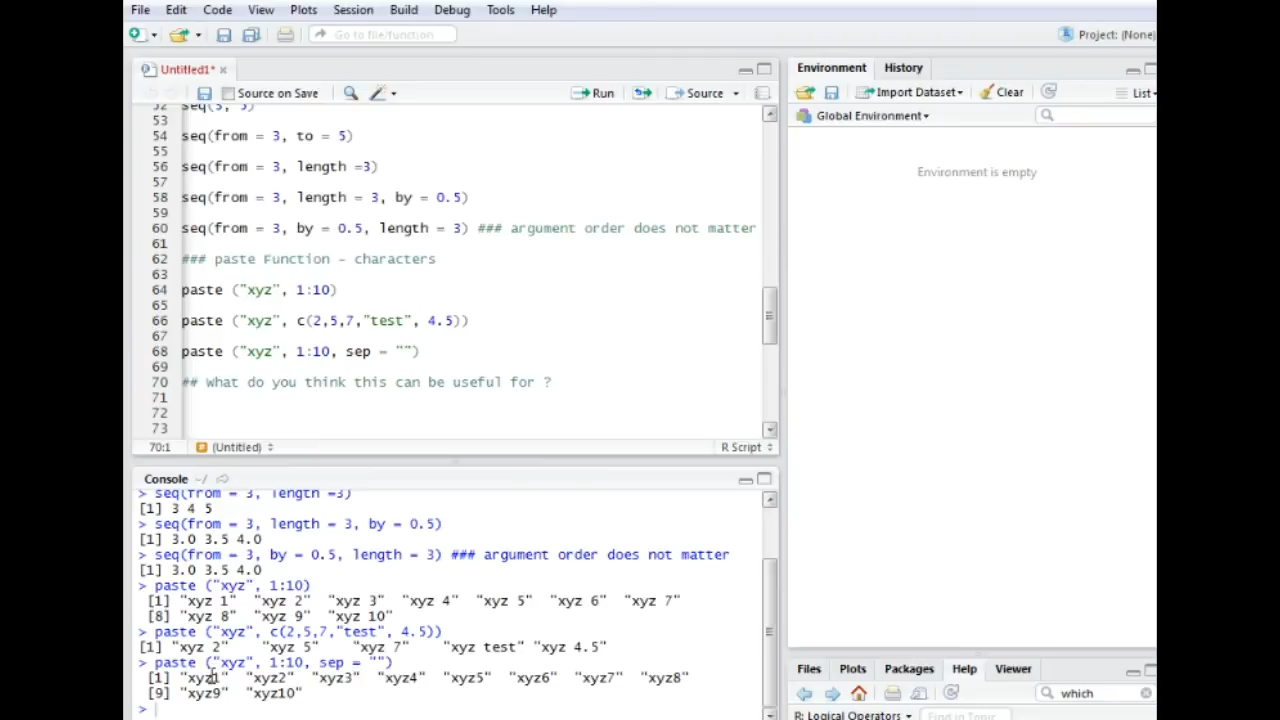 File Edit Code View Plots Session Build Debug Tools Help
Go to file/function
Project: (None)
Untitled1*
Source on Save
Run
Source
52 seq(3, 5)
53
54 seq(from = 3, to = 5)
55
56 seq(from = 3, length =3)
57
58 seq(from = 3, length = 3, by = 0.5)
59
60 seq(from = 3, by = 0.5, length = 3) ### argument order does not matter
61
62 ### paste Function - characters
63
64 paste ("xyz", 1:10)
65
66 paste ("xyz", c(2,5,7,"test", 4.5))
67
68 paste ("xyz", 1:10, sep = "")
69
70 ## What do you think this can be useful for ?
71
72
73
70:1 (Untitled) R Script
Console ~/
> seq(from = 3, length =3)
[1] 3 4 5
> seq(from = 3, length = 3, by = 0.5)
[1] 3.0 3.5 4.0
> seq(from = 3, by = 0.5, length = 3) ### argument order does not matter
[1] 3.0 3.5 4.0
> paste ("xyz", 1:10)
[1] "xyz 1" "xyz 2" "xyz 3" "xyz 4" "xyz 5" "xyz 6" "xyz 7"
[8] "xyz 8" "xyz 9" "xyz 10"
> paste ("xyz", c(2,5,7,"test", 4.5))
[1] "xyz 2" "xyz 5" "xyz 7" "xyz test" "xyz 4.5"
> paste ("xyz", 1:10, sep = "")
[1] "xyz1" "xyz2" "xyz3" "xyz4" "xyz5" "xyz6" "xyz7" "xyz8"
[9] "xyz9" "xyz10"
>
Environment History
Import Dataset Clear List
Global Environment
Environment is empty
Files Plots Packages Help Viewer
which
R: Logical Operators Find in Topic